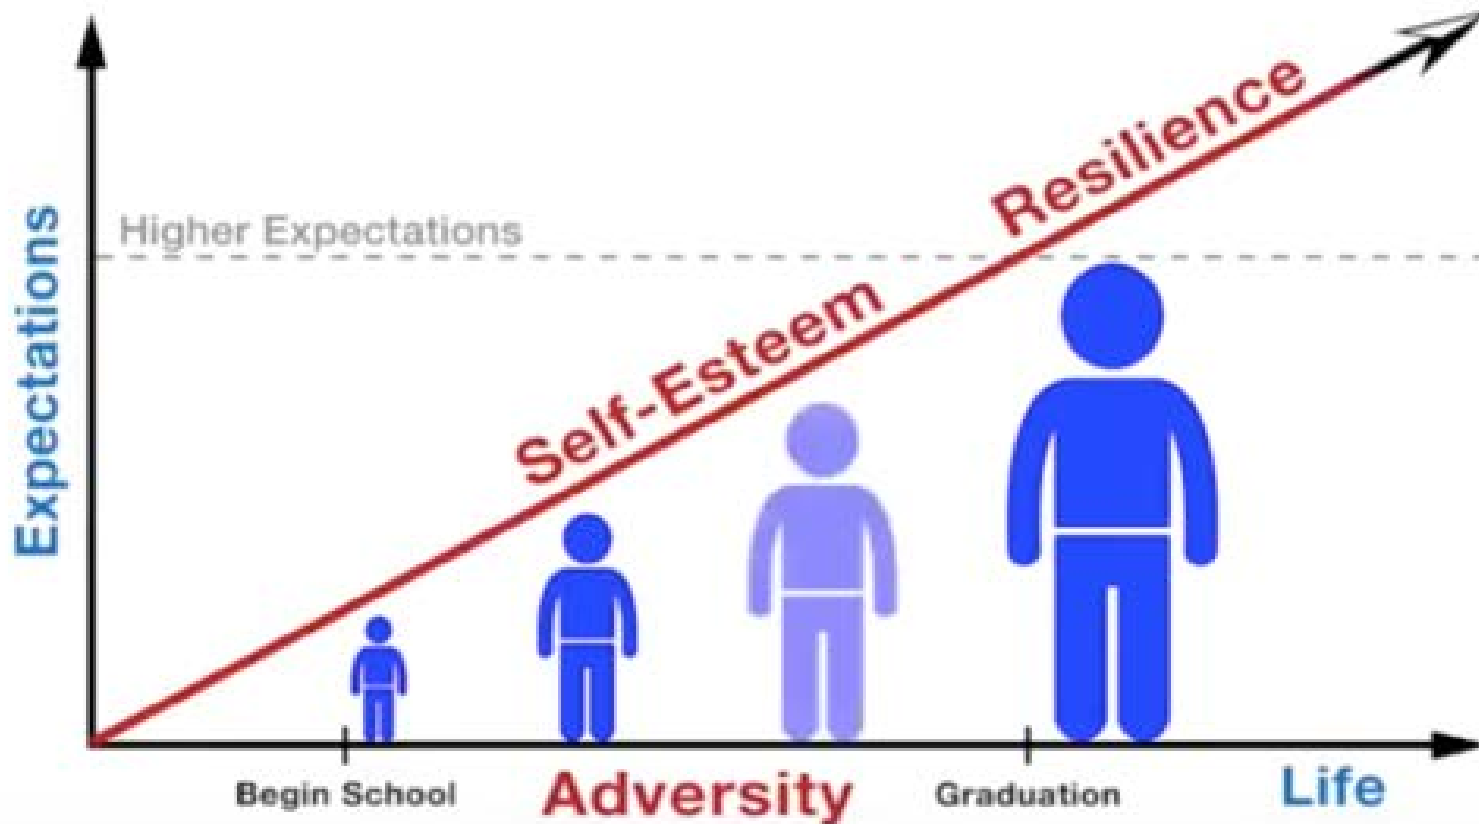 Resilience
Higher Expectations
Self-Esteem
Expectations
Begin School
Adversity
Graduation
Life